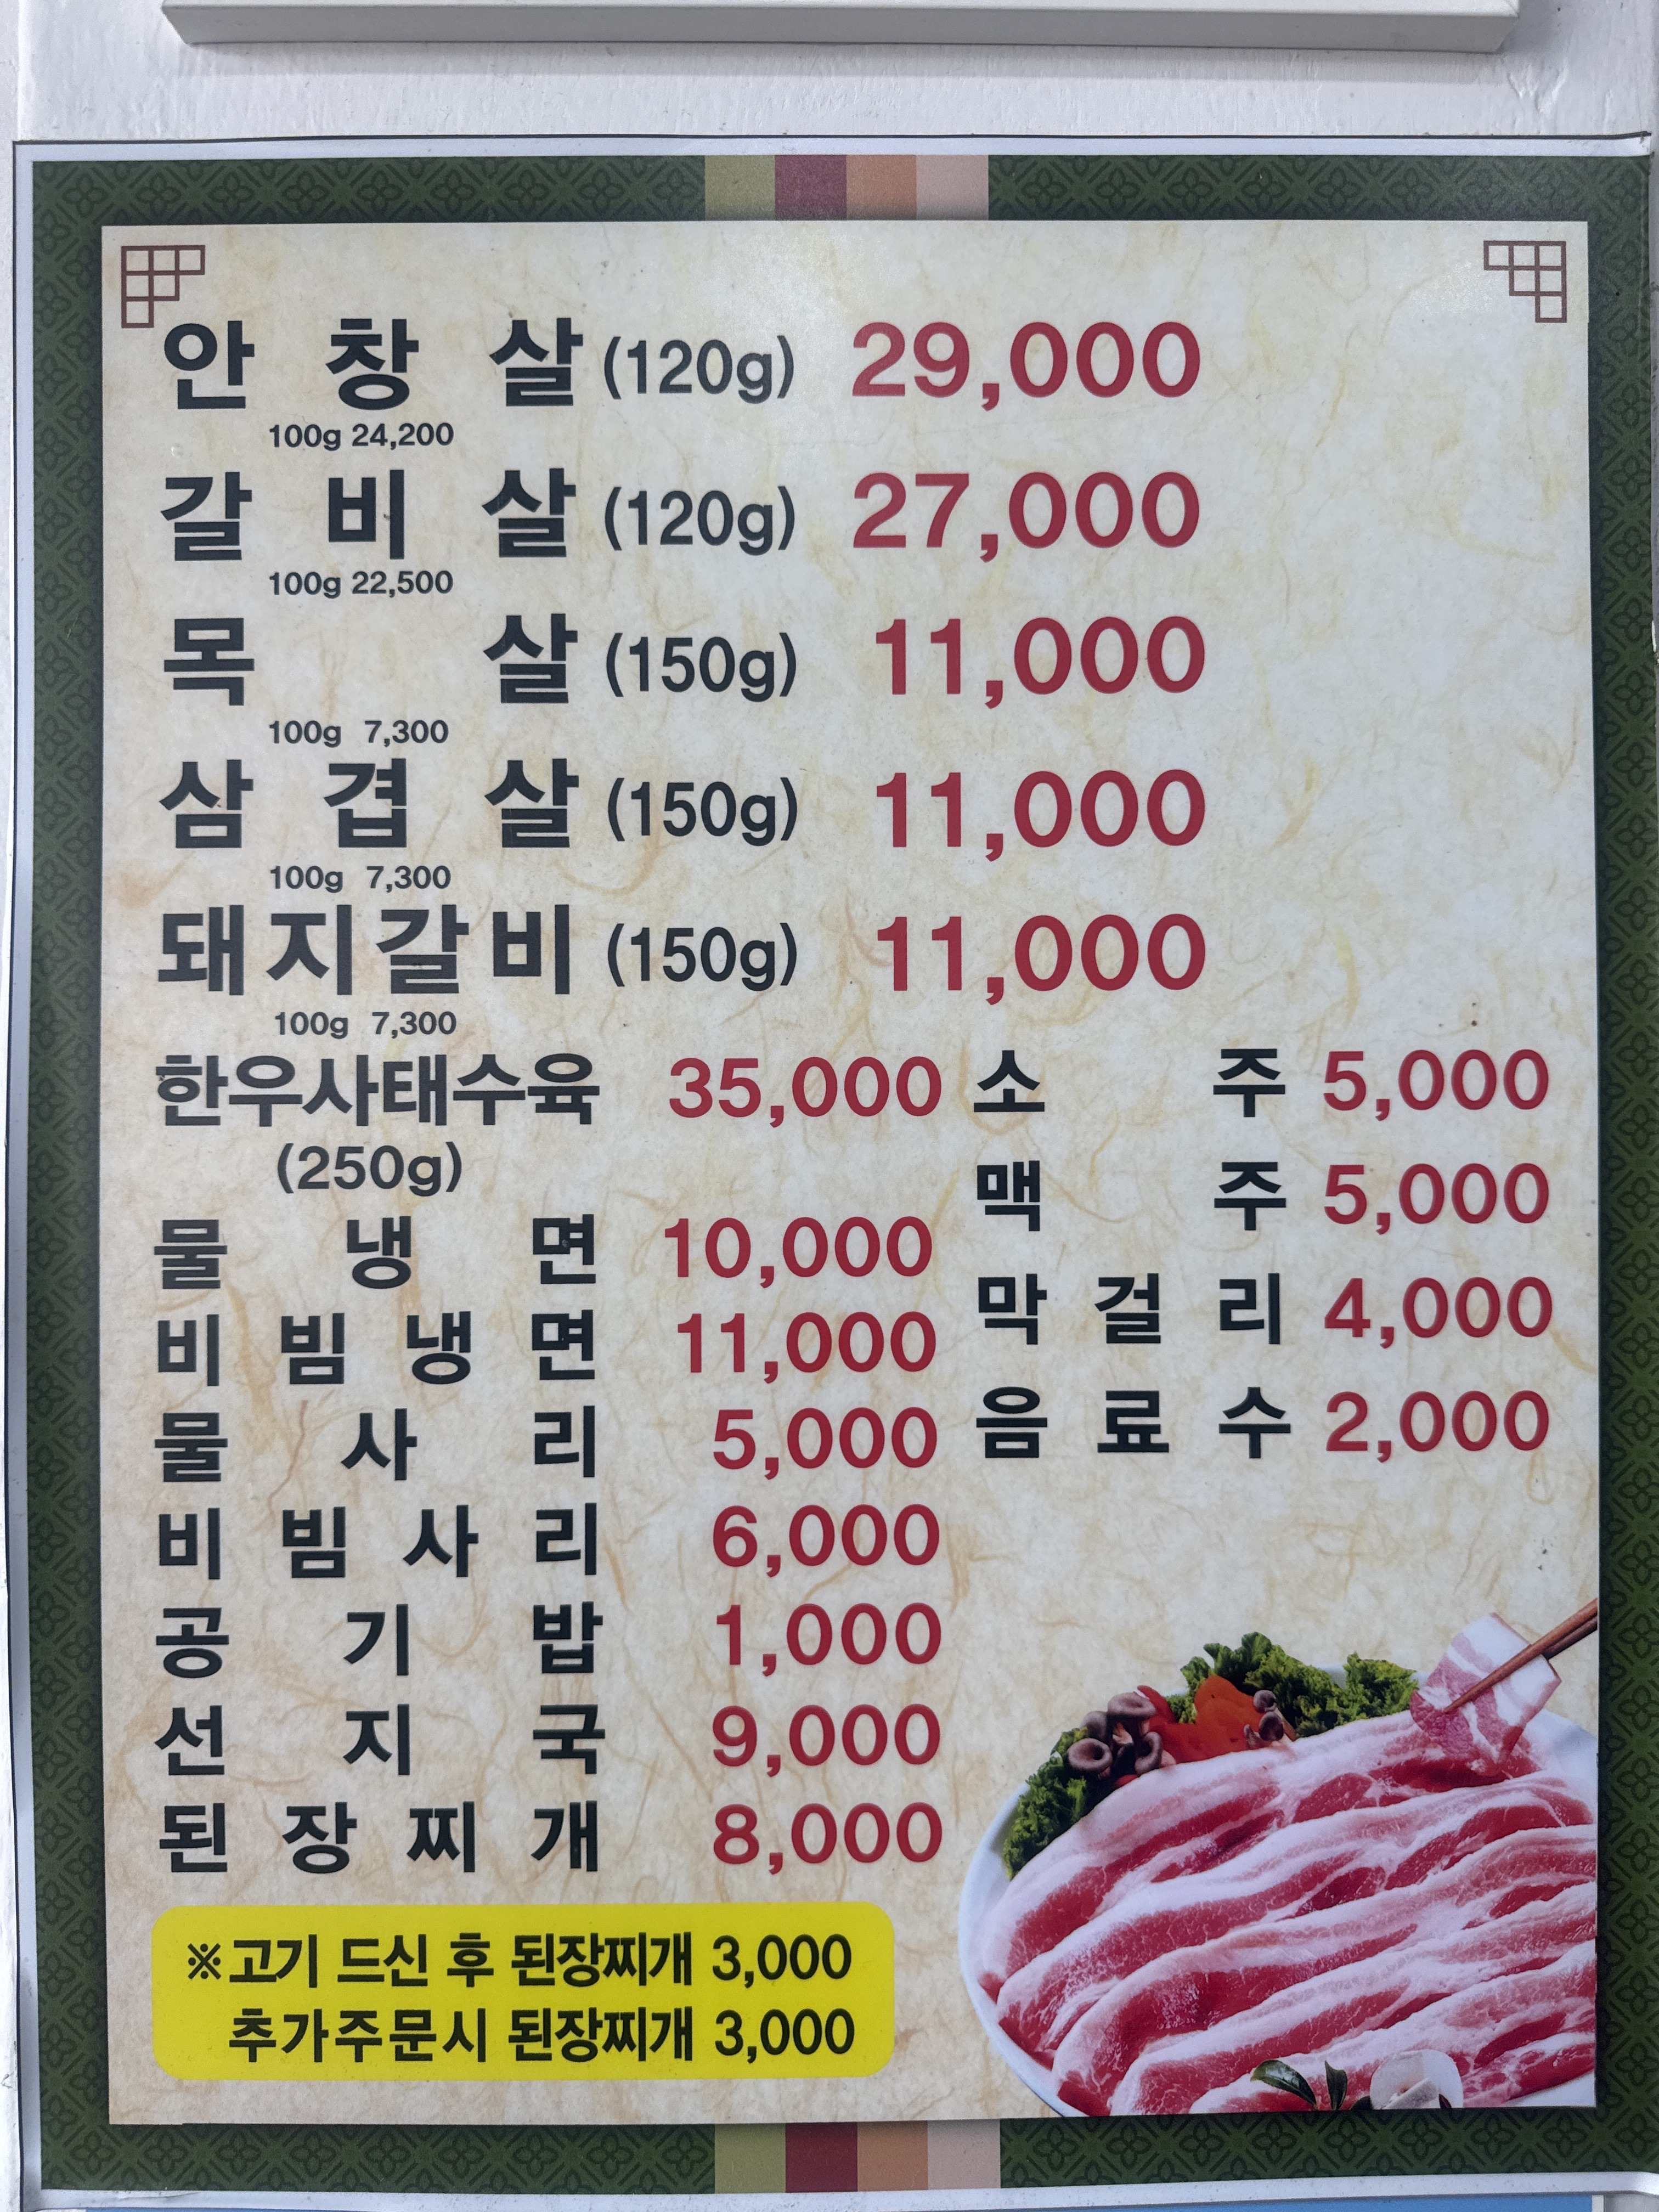 안창살 (120g) 29,000
100g 24,200
갈비살 (120g) 27,000
100g 22,500
목살 (150g) 11,000
100g 7,300
삼겹살 (150g) 11,000
100g 7,300
돼지갈비 (150g) 11,000
100g 7,300
한우사태수육 35,000
(250g)
물냉면 10,000
비빔냉면 11,000
물사리 5,000
비빔사리 6,000
공기밥 1,000
선지국 9,000
된장찌개 8,000
소주 5,000
맥주 5,000
막걸리 4,000
음료수 2,000
※고기 드신 후 된장찌개 3,000
추가주문시 된장찌개 3,000